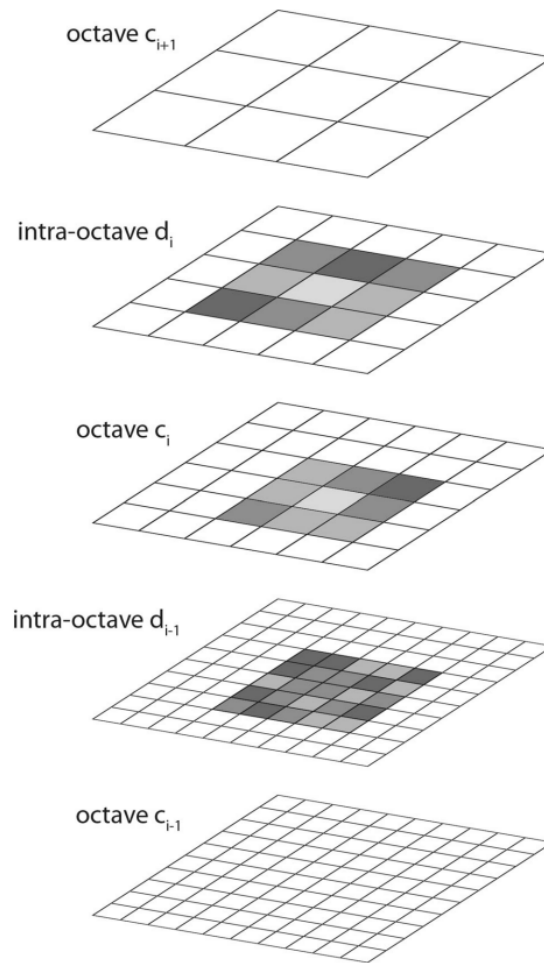 octave c_{i+1}
intra-octave d_i
octave c_i
intra-octave d_{i-1}
octave c_{i-1}